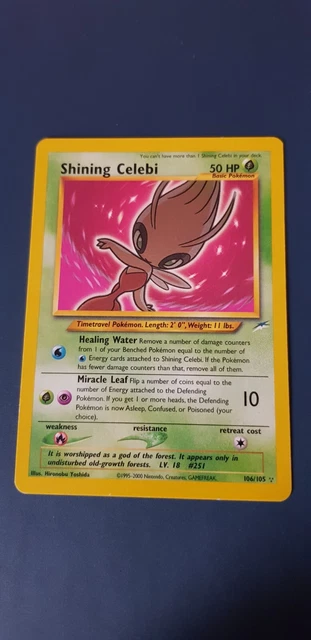 You can't have more than 1 Shining Celebi in your deck.
Shining Celebi 50 HP
Basic Pokémon
Timetravel Pokémon. Length: 2' 0", Weight: 11 lbs.
Healing Water Remove a number of damage counters
from 1 of your Benched Pokémon equal to the number of
Energy cards attached to Shining Celebi. If the Pokémon
has fewer damage counters than that, remove all of them.
Miracle Leaf Flip a number of coins equal to the
number of Energy attached to the Defending
Pokémon. If you get 1 or more heads, the Defending
Pokémon is now Asleep, Confused, or Poisoned (your
choice).
10
weakness resistance retreat cost
It is worshiped as a god of the forest. It appears only in
undisturbed old-growth forests. LV. 18 #251
Illus. Hironobu Yoshida ©1995-2000 Nintendo, Creatures, GAMEFREAK. 106/105